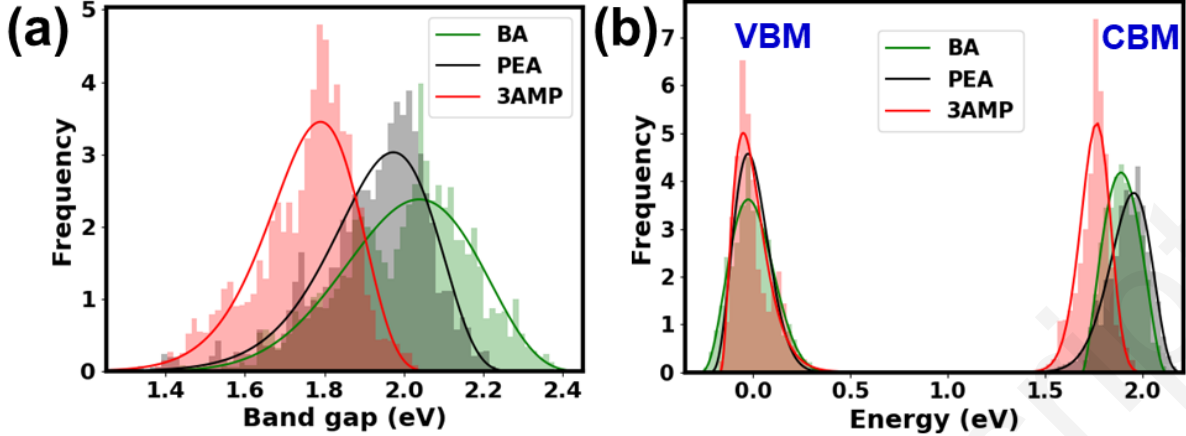 (a)
5
4
3
2
1
0
Frequency
BA
PEA
3AMP
1.4 1.6 1.8 2.0 2.2 2.4
Band gap (eV)
(b)
7
6
5
4
3
2
1
0
Frequency
VBM
CBM
BA
PEA
3AMP
0.0 0.5 1.0 1.5 2.0
Energy (eV)